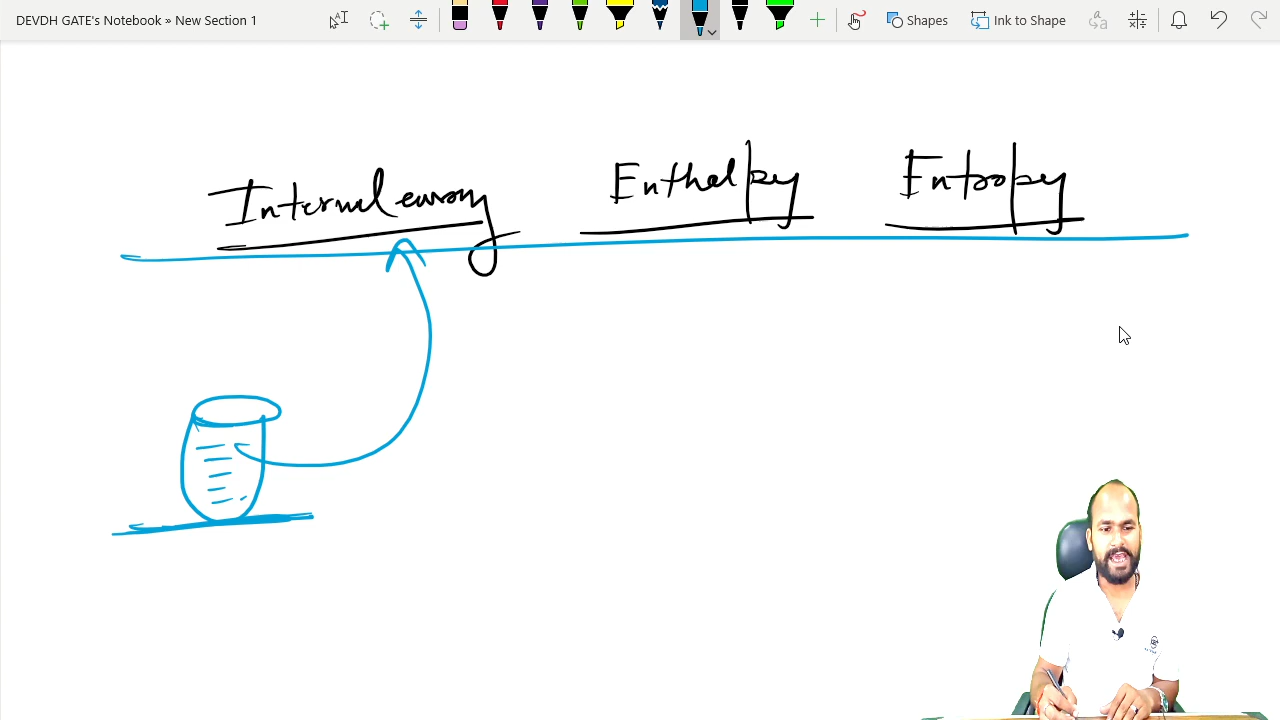 DEVDH GATE's Notebook » New Section 1
Shapes
Ink to Shape
Internal energy Enthalpy Entropy